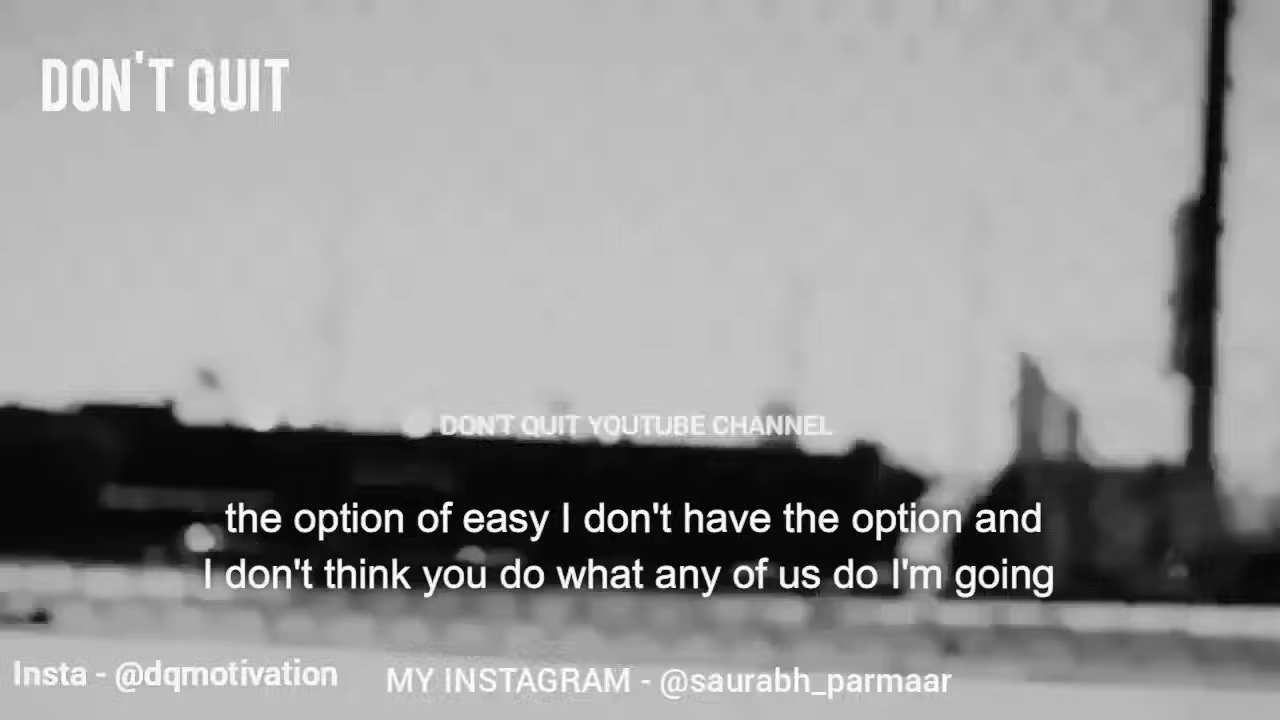 DON'T QUIT
DON'T QUIT YOUTUBE CHANNEL
the option of easy I don't have the option and
I don't think you do what any of us do I'm going
Insta - @dqmotivation
MY INSTAGRAM - @saurabh_parmaar